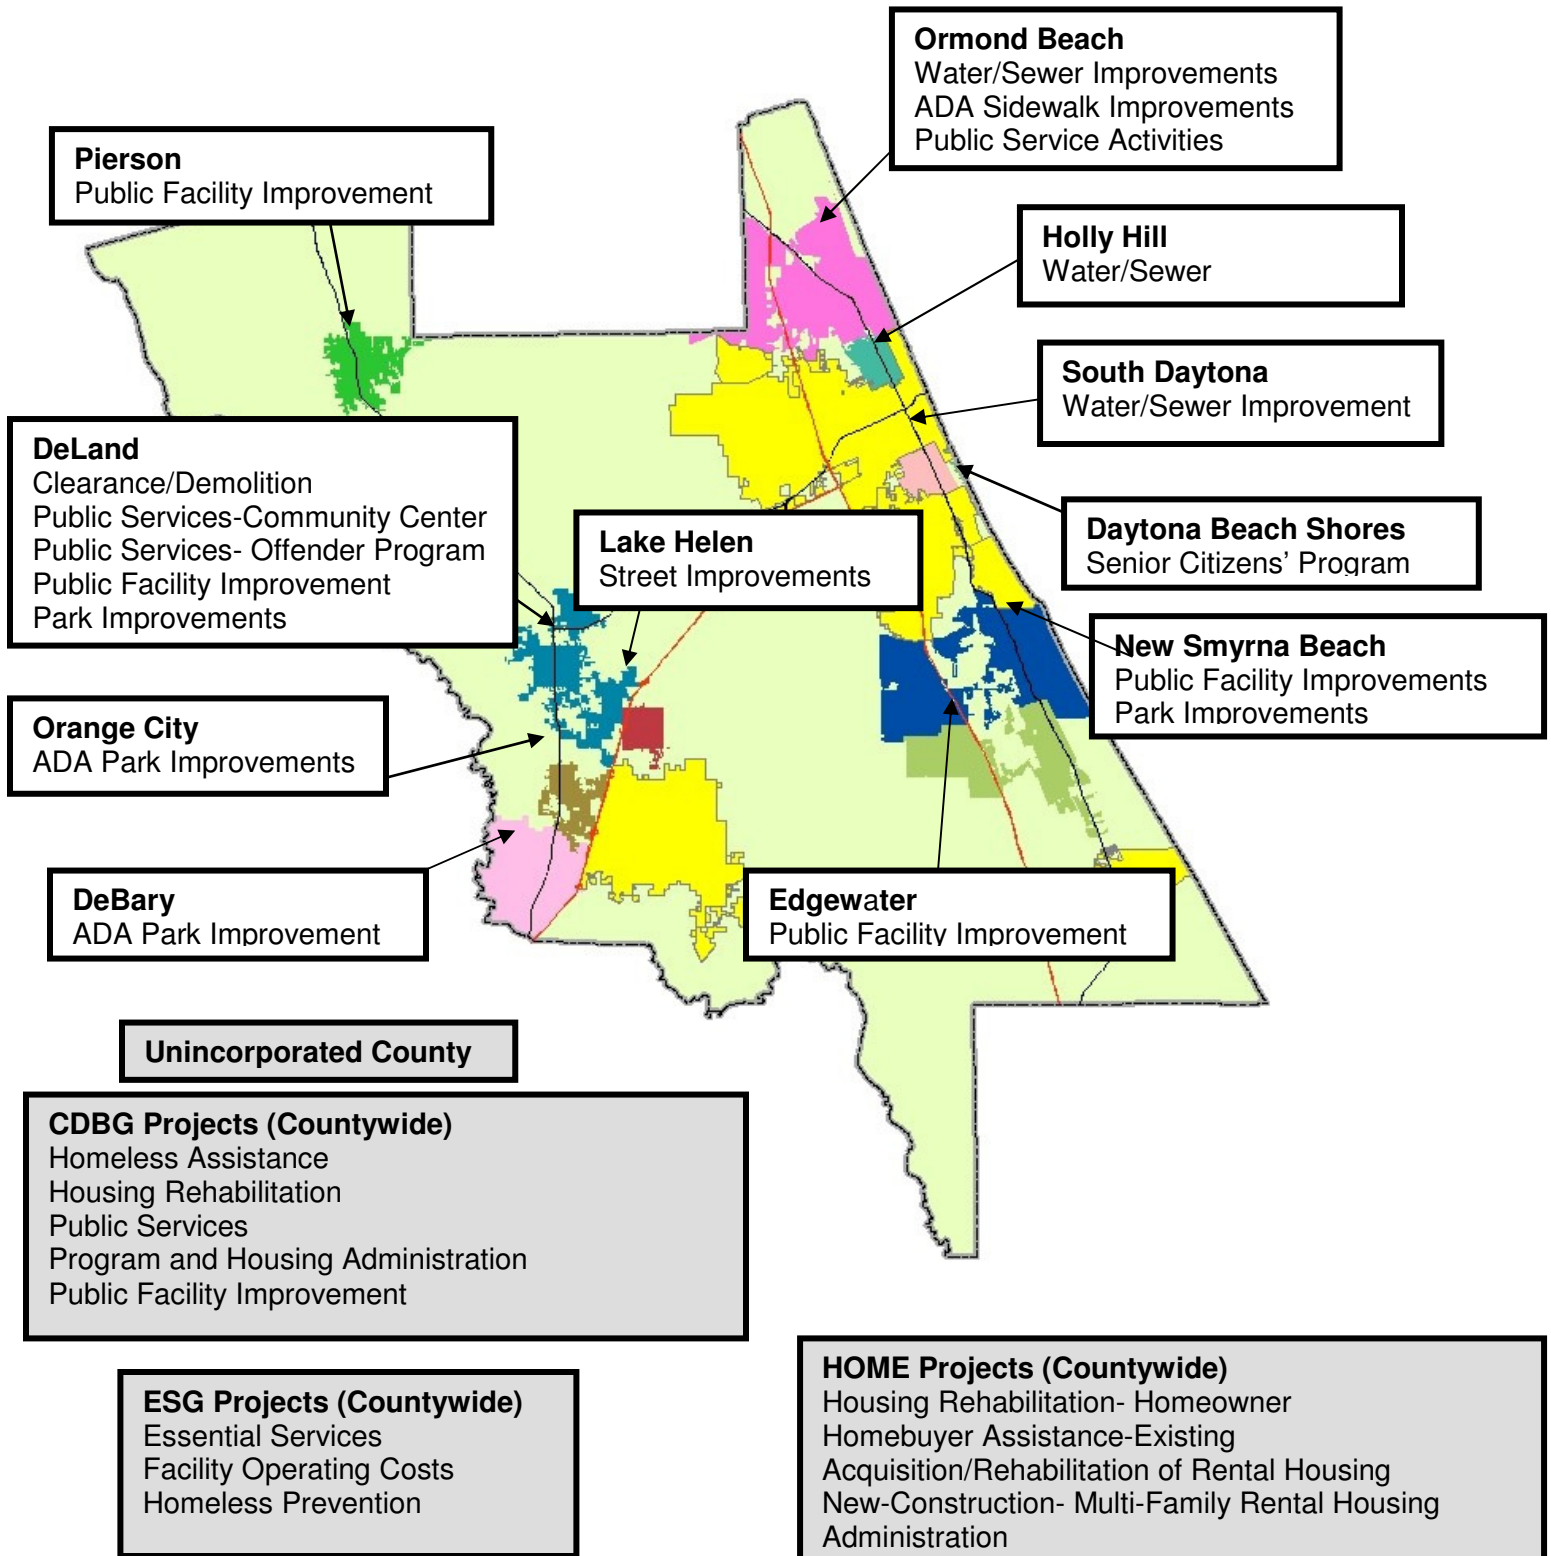 Ormond Beach
Water/Sewer Improvements
ADA Sidewalk Improvements
Public Service Activities
Pierson
Public Facility Improvement
Holly Hill
Water/Sewer
South Daytona
Water/Sewer Improvement
DeLand
Clearance/Demolition
Public Services-Community Center
Public Services- Offender Program
Public Facility Improvement
Park Improvements
Lake Helen
Street Improvements
Daytona Beach Shores
Senior Citizens’ Program
New Smyrna Beach
Public Facility Improvements
Park Improvements
Orange City
ADA Park Improvements
DeBary
ADA Park Improvement
Edgewater
Public Facility Improvement
Unincorporated County
CDBG Projects (Countywide)
Homeless Assistance
Housing Rehabilitation
Public Services
Program and Housing Administration
Public Facility Improvement
ESG Projects (Countywide)
Essential Services
Facility Operating Costs
Homeless Prevention
HOME Projects (Countywide)
Housing Rehabilitation- Homeowner
Homebuyer Assistance-Existing
Acquisition/Rehabilitation of Rental Housing
New-Construction- Multi-Family Rental Housing
Administration